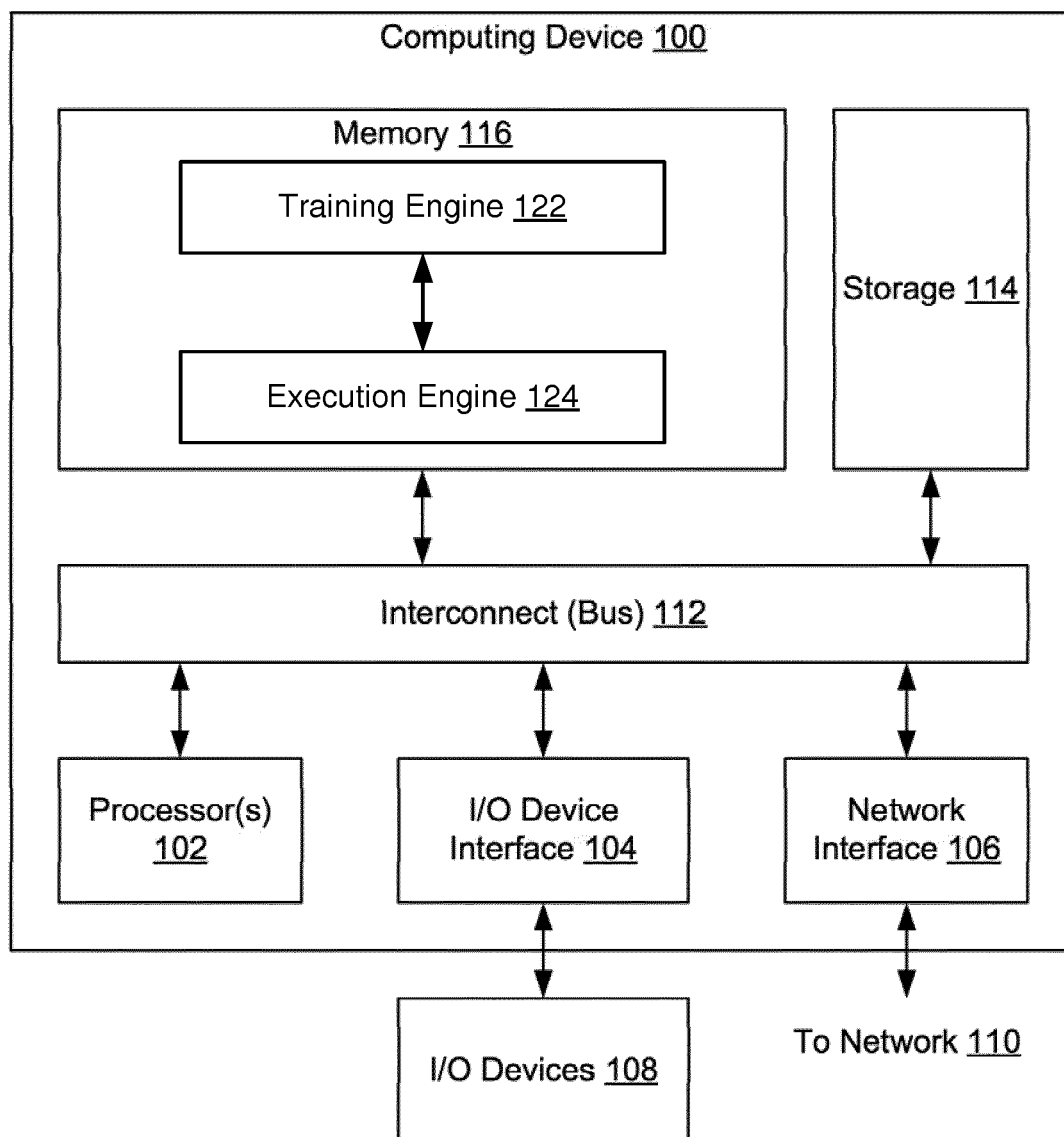 Computing Device 100
Memory 116
Training Engine 122
Storage 114
Execution Engine 124
Interconnect (Bus) 112
Processor(s)
102
I/O Device
Interface 104
Network
Interface 106
I/O Devices 108
To Network 110